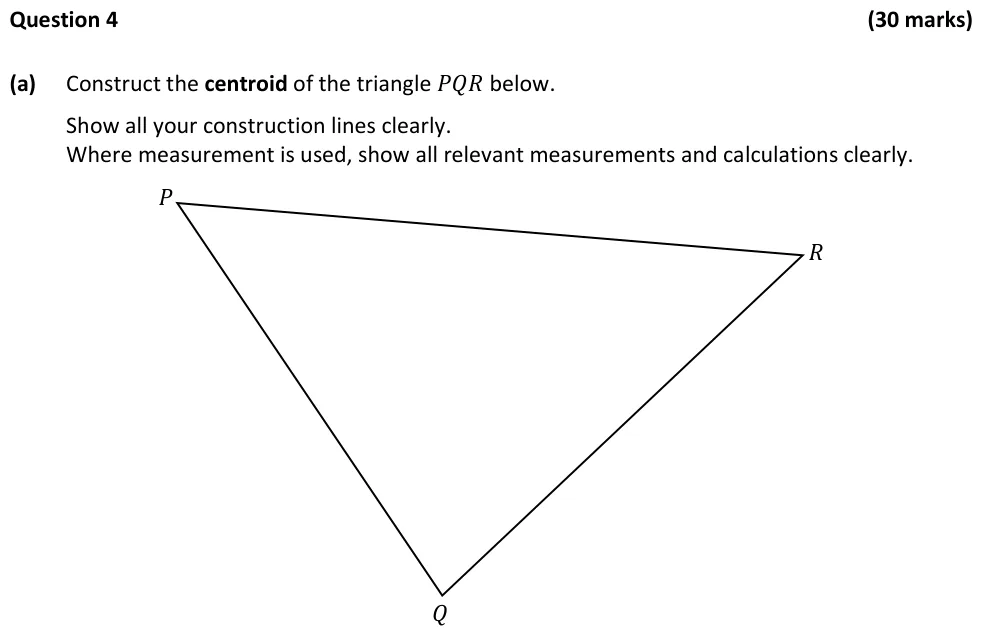 Question 4 (30 marks)
(a) Construct the centroid of the triangle PQR below.
Show all your construction lines clearly.
Where measurement is used, show all relevant measurements and calculations clearly.
P
R
Q